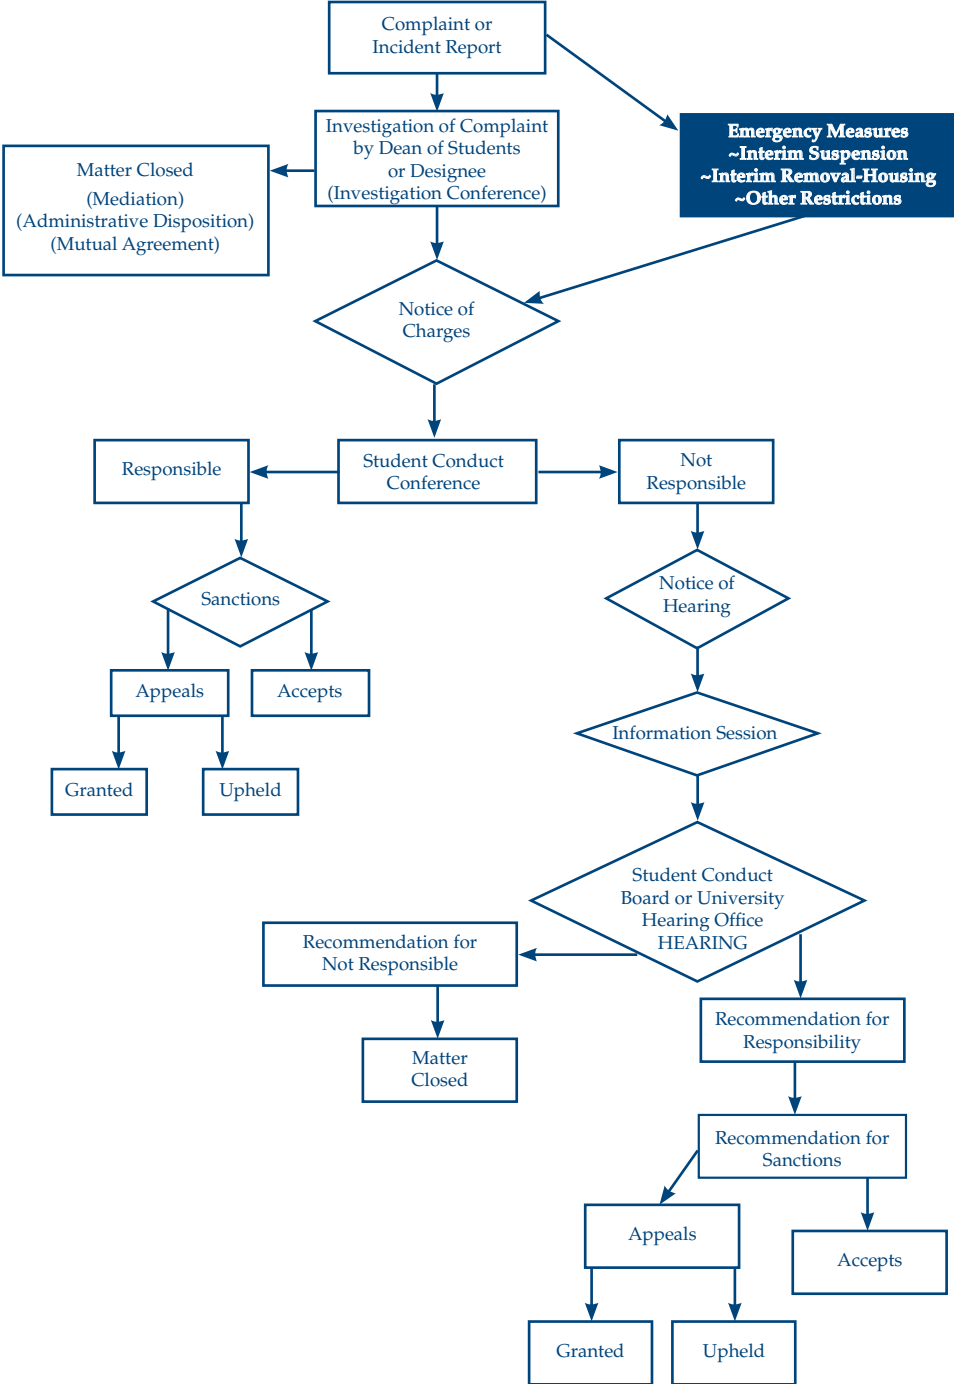 Complaint or
Incident Report
Investigation of Complaint
by Dean of Students
or Designee
(Investigation Conference)
Emergency Measures
~Interim Suspension
~Interim Removal-Housing
~Other Restrictions
Matter Closed
(Mediation)
(Administrative Disposition)
(Mutual Agreement)
Notice of
Charges
Responsible
Student Conduct
Conference
Not
Responsible
Sanctions
Notice of
Hearing
Appeals
Accepts
Information Session
Granted
Upheld
Student Conduct
Board or University
Hearing Office
HEARING
Recommendation for
Not Responsible
Matter
Closed
Recommendation for
Responsibility
Recommendation for
Sanctions
Appeals
Accepts
Granted
Upheld